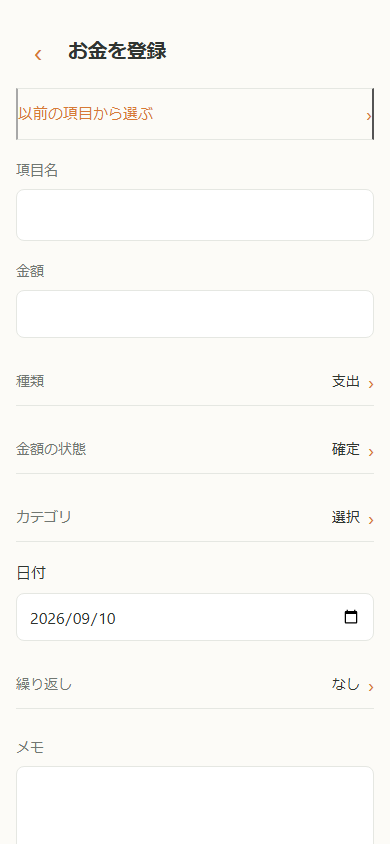 ‹ お金を登録
以前の項目から選ぶ ›
項目名
金額
種類 支出 ›
金額の状態 確定 ›
カテゴリ 選択 ›
日付
2026/09/10
繰り返し なし ›
メモ